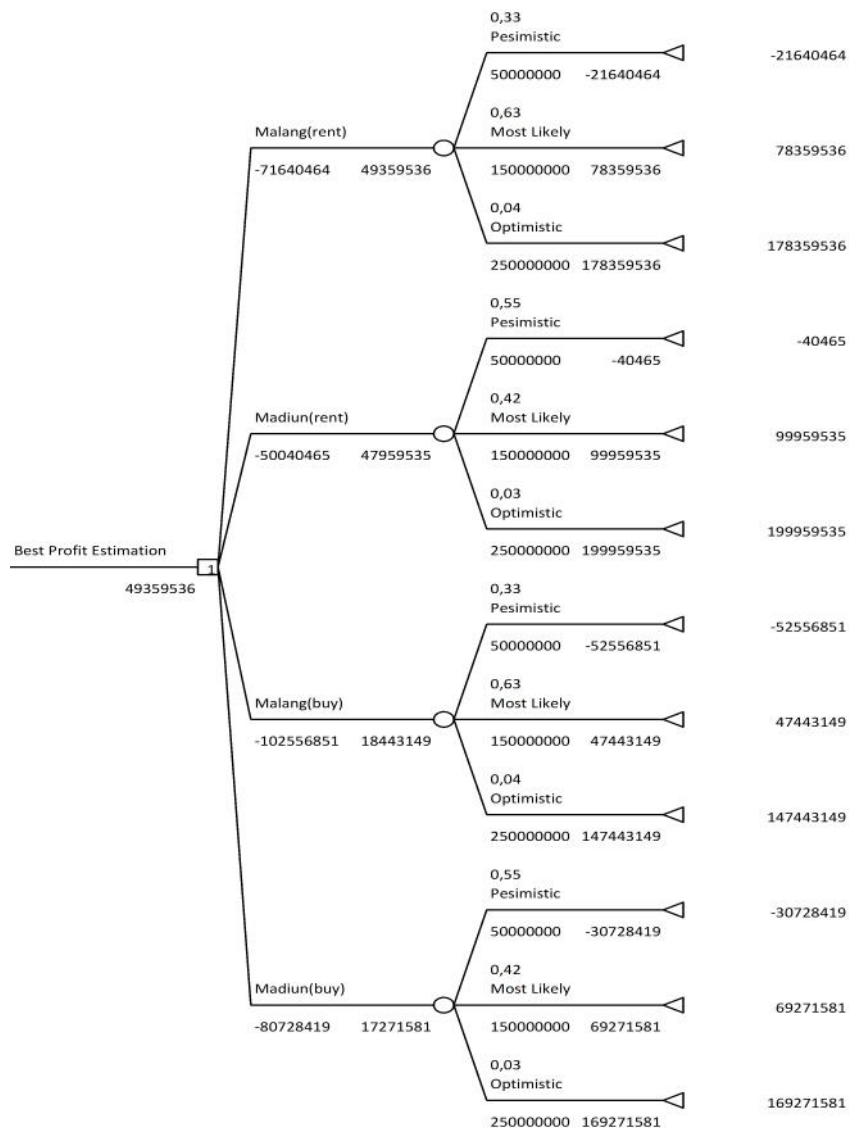 0,33
Pesimistic
-21640464
50000000 -21640464
0,63
Malang(rent)
Most Likely
78359536
-71640464 49359536
150000000 78359536
0,04
Optimistic
178359536
250000000 178359536
0,55
Pesimistic
-40465
50000000 -40465
0,42
Madiun(rent)
Most Likely
99959535
-50040465 47959535
150000000 99959535
0,03
Optimistic
199959535
250000000 199959535
Best Profit Estimation
1
49359536
0,33
Pesimistic
-52556851
50000000 -52556851
0,63
Malang(buy)
Most Likely
47443149
-102556851 18443149
150000000 47443149
0,04
Optimistic
147443149
250000000 147443149
0,55
Pesimistic
-30728419
50000000 -30728419
0,42
Madiun(buy)
Most Likely
69271581
-80728419 17271581
150000000 69271581
0,03
Optimistic
169271581
250000000 169271581